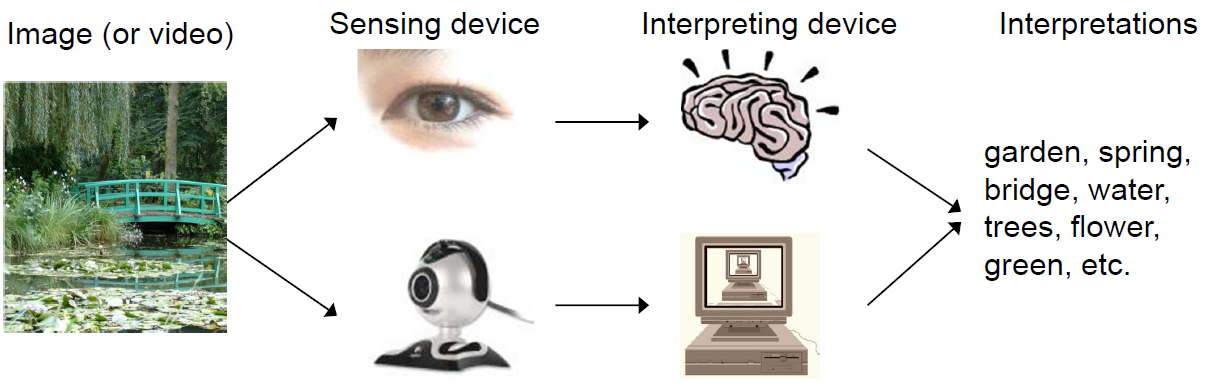 Image (or video)
Sensing device
Interpreting device
Interpretations
garden, spring,
bridge, water,
trees, flower,
green, etc.